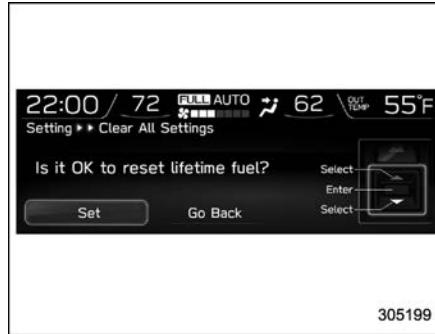 22:00 72 FULL AUTO 62 OUT TEMP 55°F
Setting ▸▸ Clear All Settings
Is it OK to reset lifetime fuel?
Select
Enter
Select
Set Go Back
305199